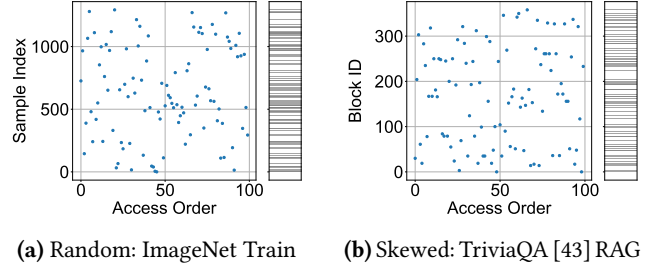 1000
500
0
Sample Index
0
50
100
Access Order
300
200
100
0
Block ID
0
50
100
Access Order
(a) Random: ImageNet Train
(b) Skewed: TriviaQA [43] RAG